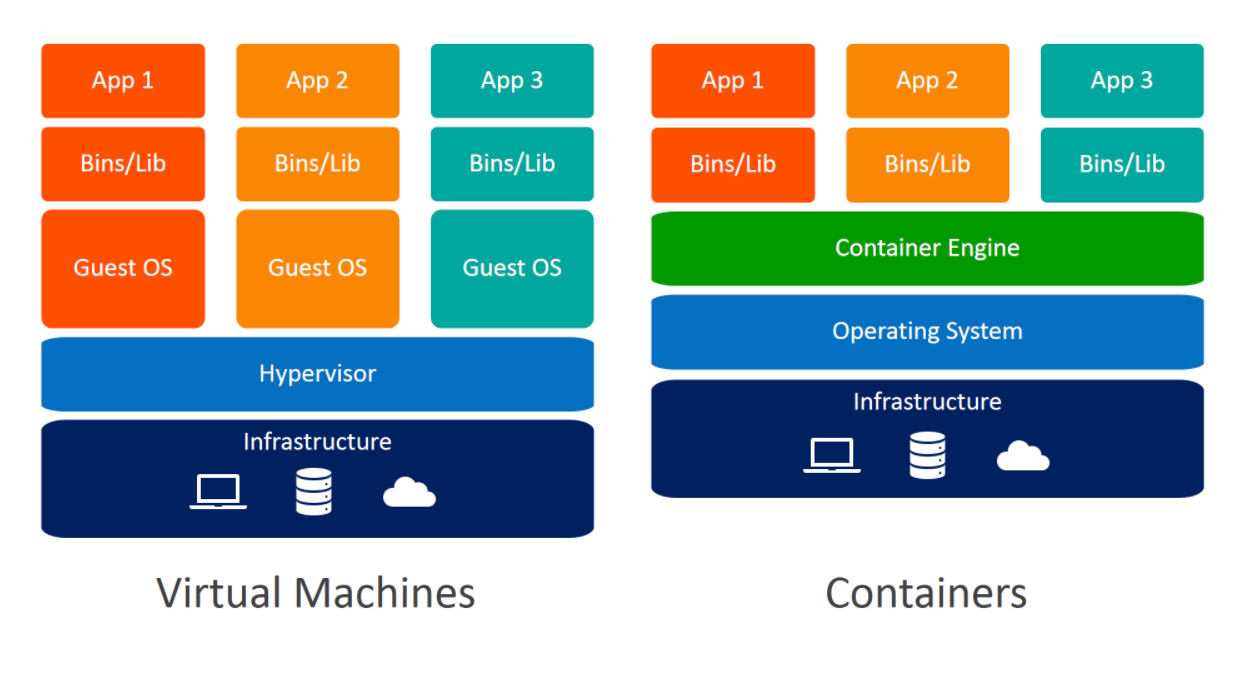 App 1
App 2
App 3
Bins/Lib
Bins/Lib
Bins/Lib
Guest OS
Guest OS
Guest OS
Hypervisor
Infrastructure
Virtual Machines
App 1
App 2
App 3
Bins/Lib
Bins/Lib
Bins/Lib
Container Engine
Operating System
Infrastructure
Containers